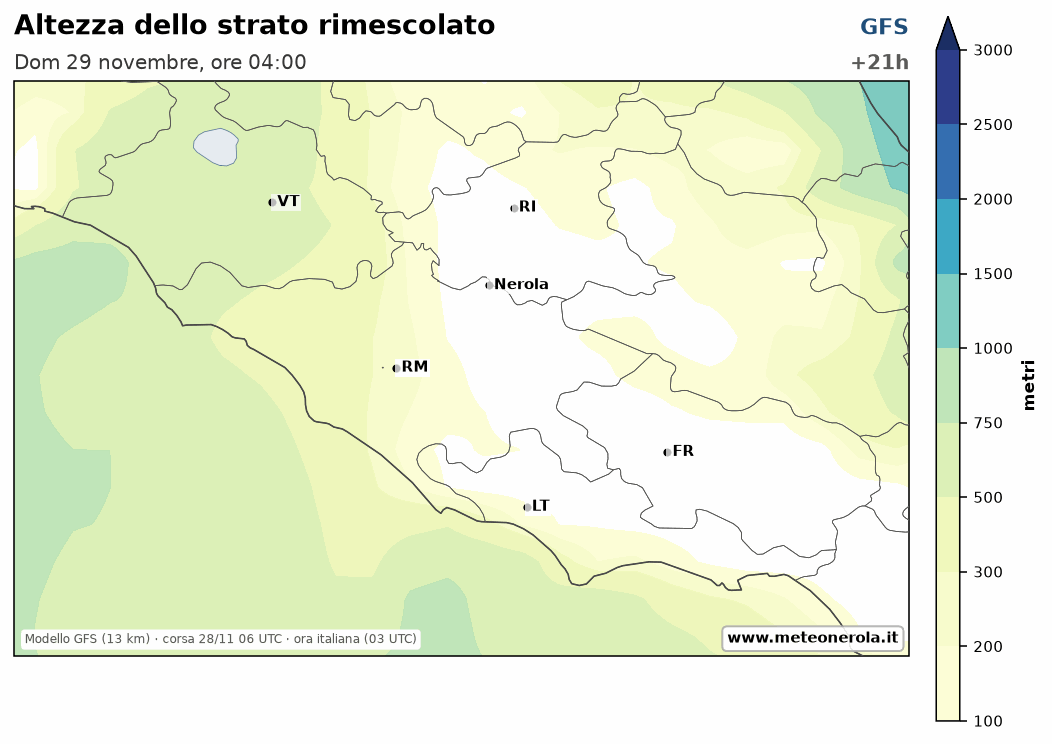 Altezza dello strato rimescolato
GFS
Dom 29 novembre, ore 04:00
+21h
VT
RI
Nerola
RM
FR
LT
Modello GFS (13 km) · corsa 28/11 06 UTC · ora italiana (03 UTC)
www.meteonerola.it
3000
2500
2000
1500
1000
750
500
300
200
100
metri